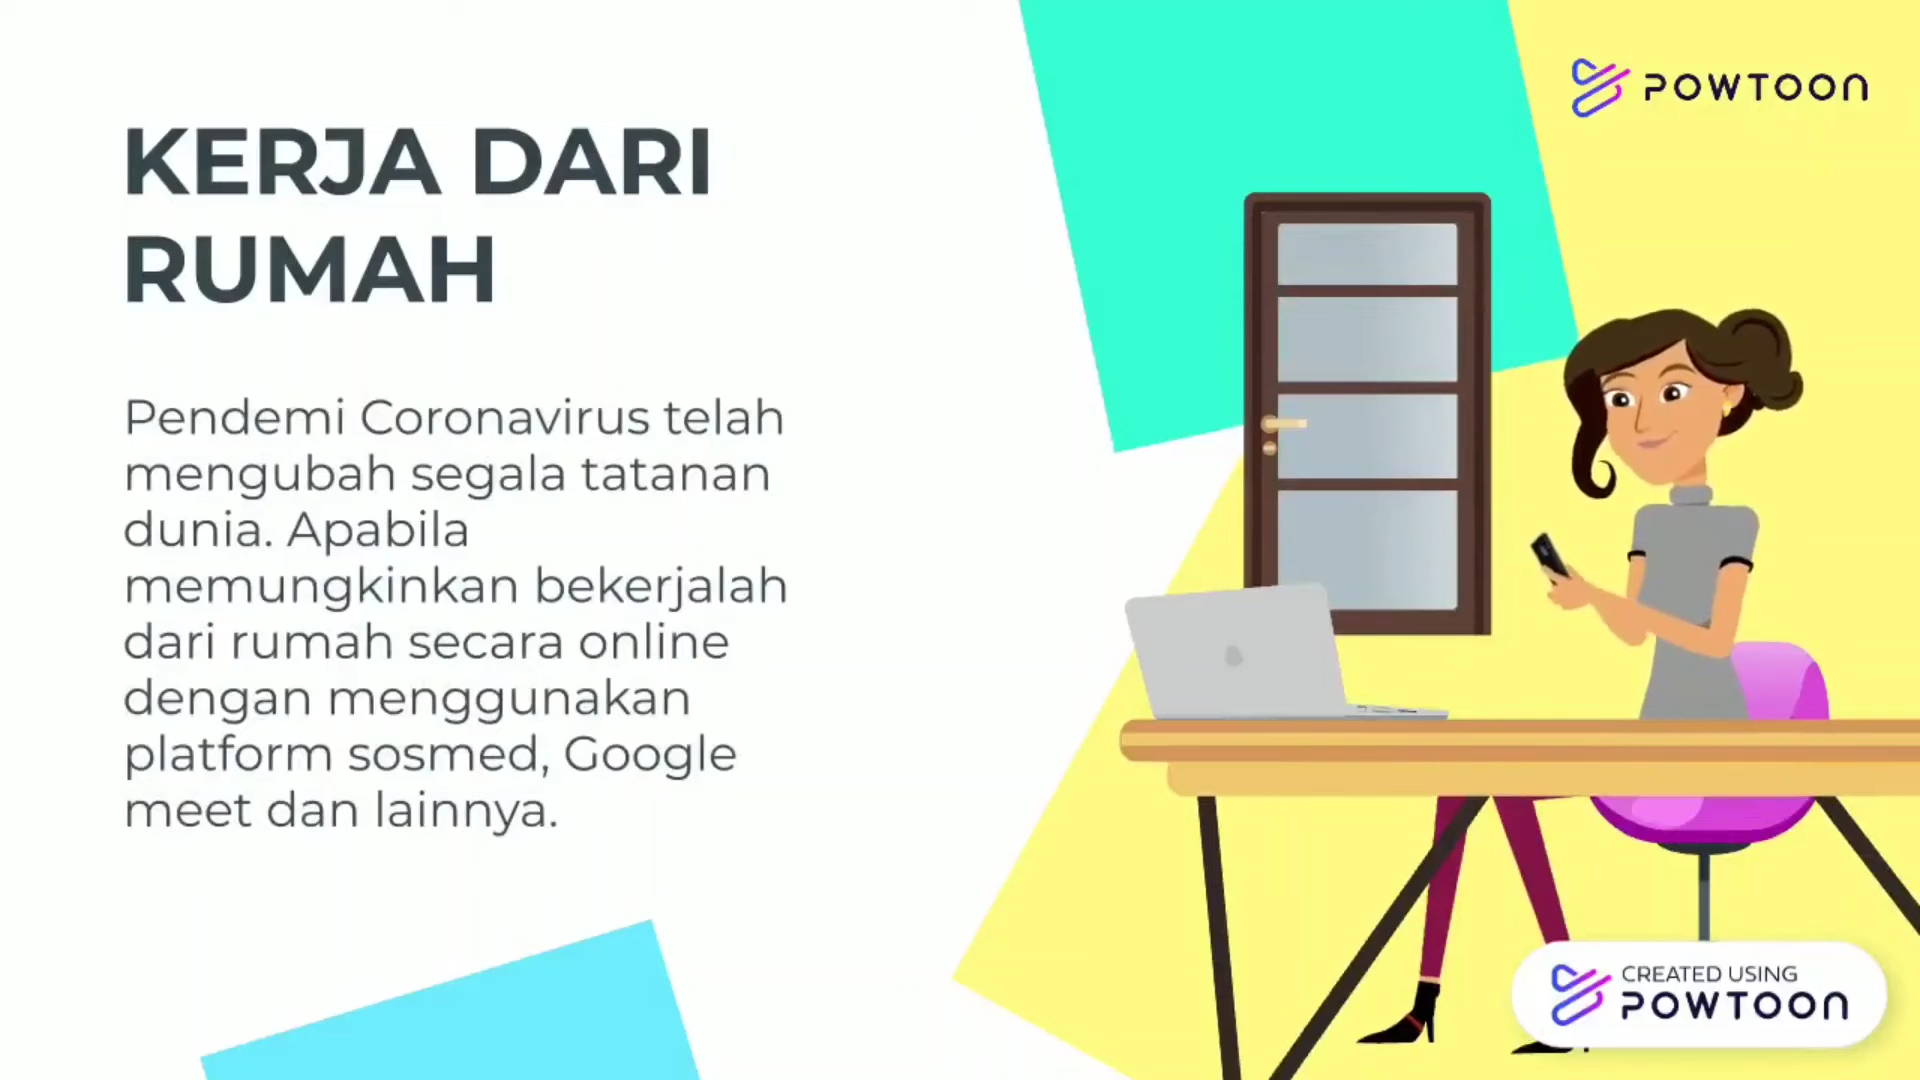 POWTOON
KERJA DARI
RUMAH
Pendemi Coronavirus telah
mengubah segala tatanan
dunia. Apabila
memungkinkan bekerjalah
dari rumah secara online
dengan menggunakan
platform sosmed, Google
meet dan lainnya.
CREATED USING
POWTOON